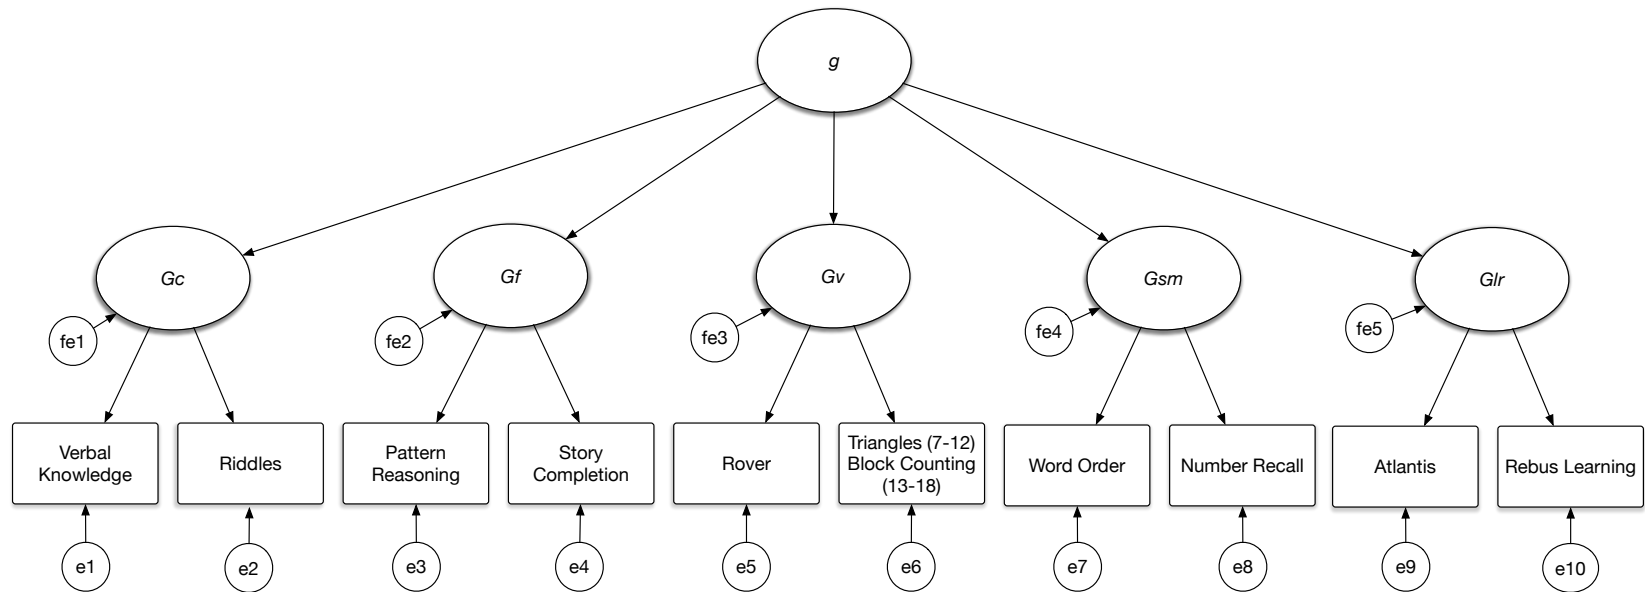 g
Gc
Gf
Gv
Gsm
Glr
fe1
fe2
fe3
fe4
fe5
Verbal
Knowledge
Riddles
Pattern
Reasoning
Story
Completion
Rover
Triangles (7-12)
Block Counting
(13-18)
Word Order
Number Recall
Atlantis
Rebus Learning
e1
e2
e3
e4
e5
e6
e7
e8
e9
e10